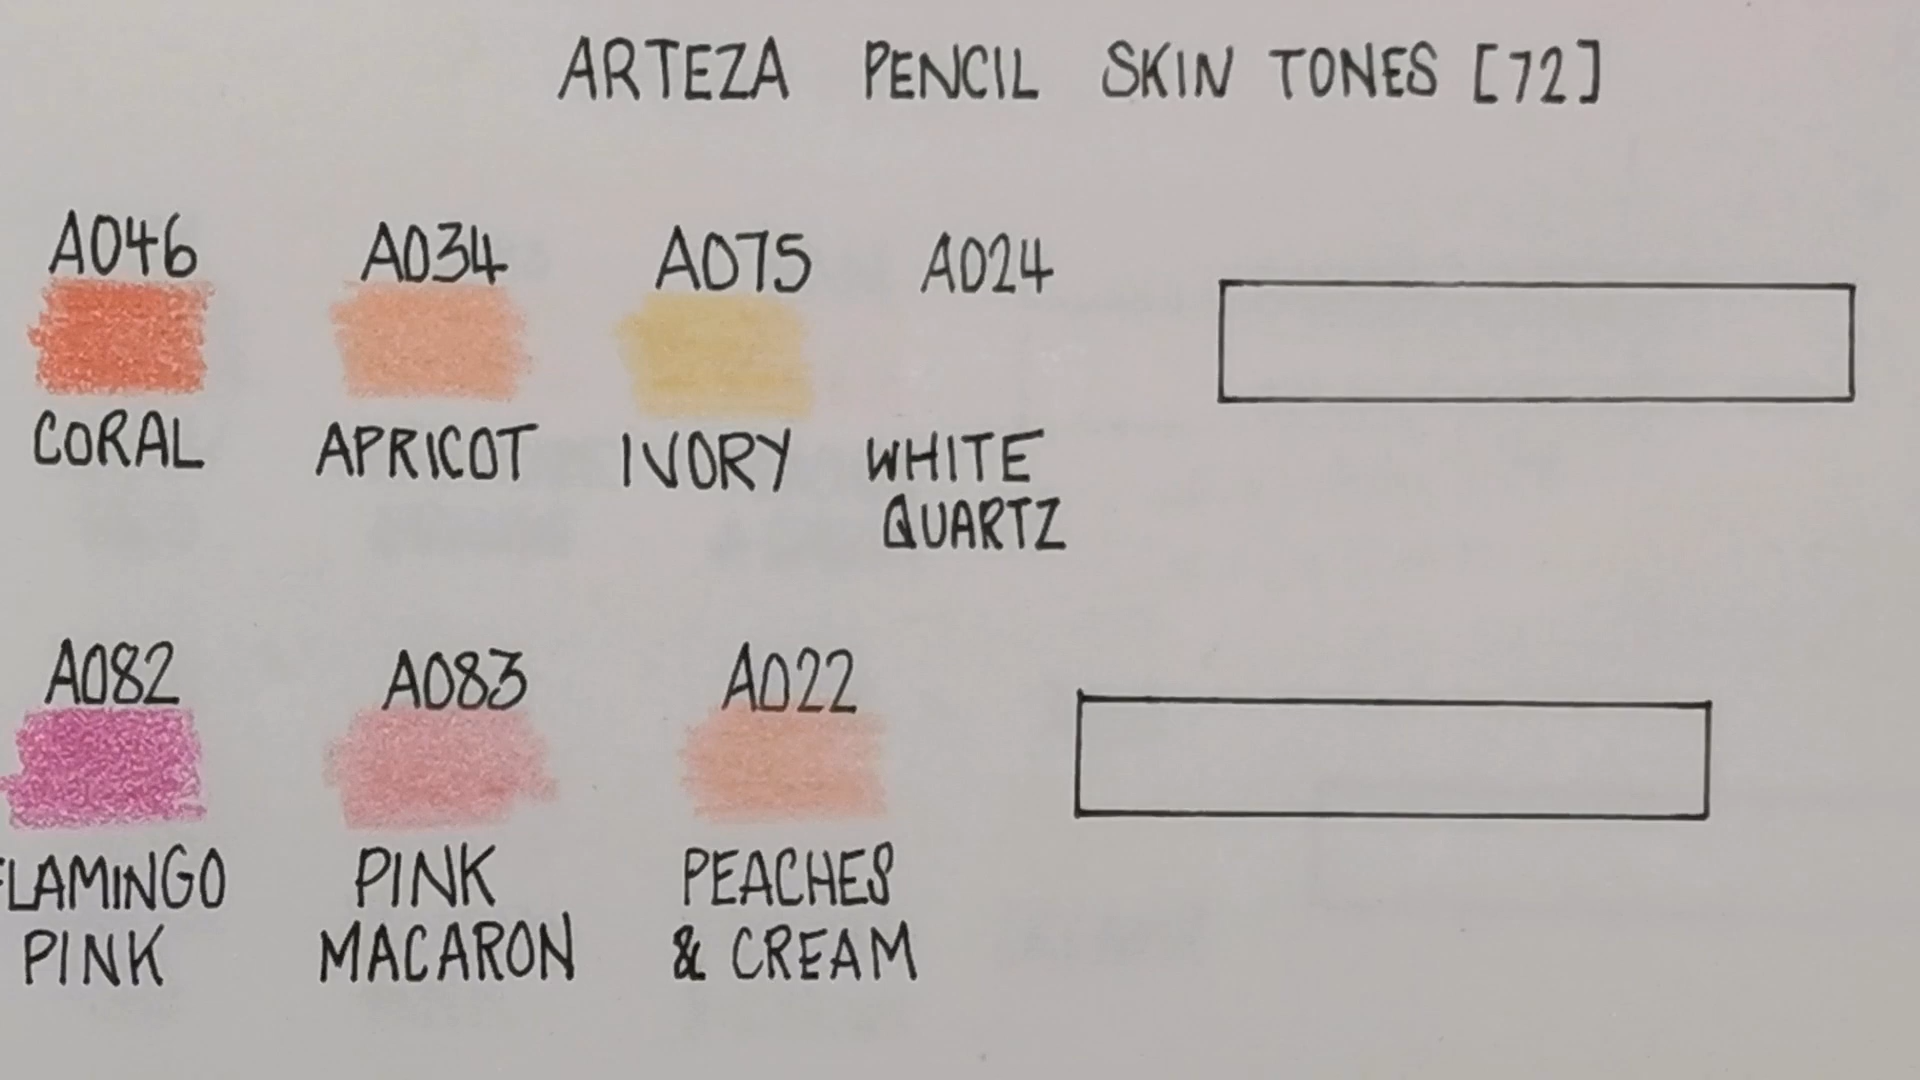 ARTEZA PENCIL SKIN TONES [72]
A046 A034 A075 A024
CORAL APRICOT IVORY WHITE
QUARTZ
A082 A083 A022
FLAMINGO PINK PEACHES
PINK MACARON & CREAM